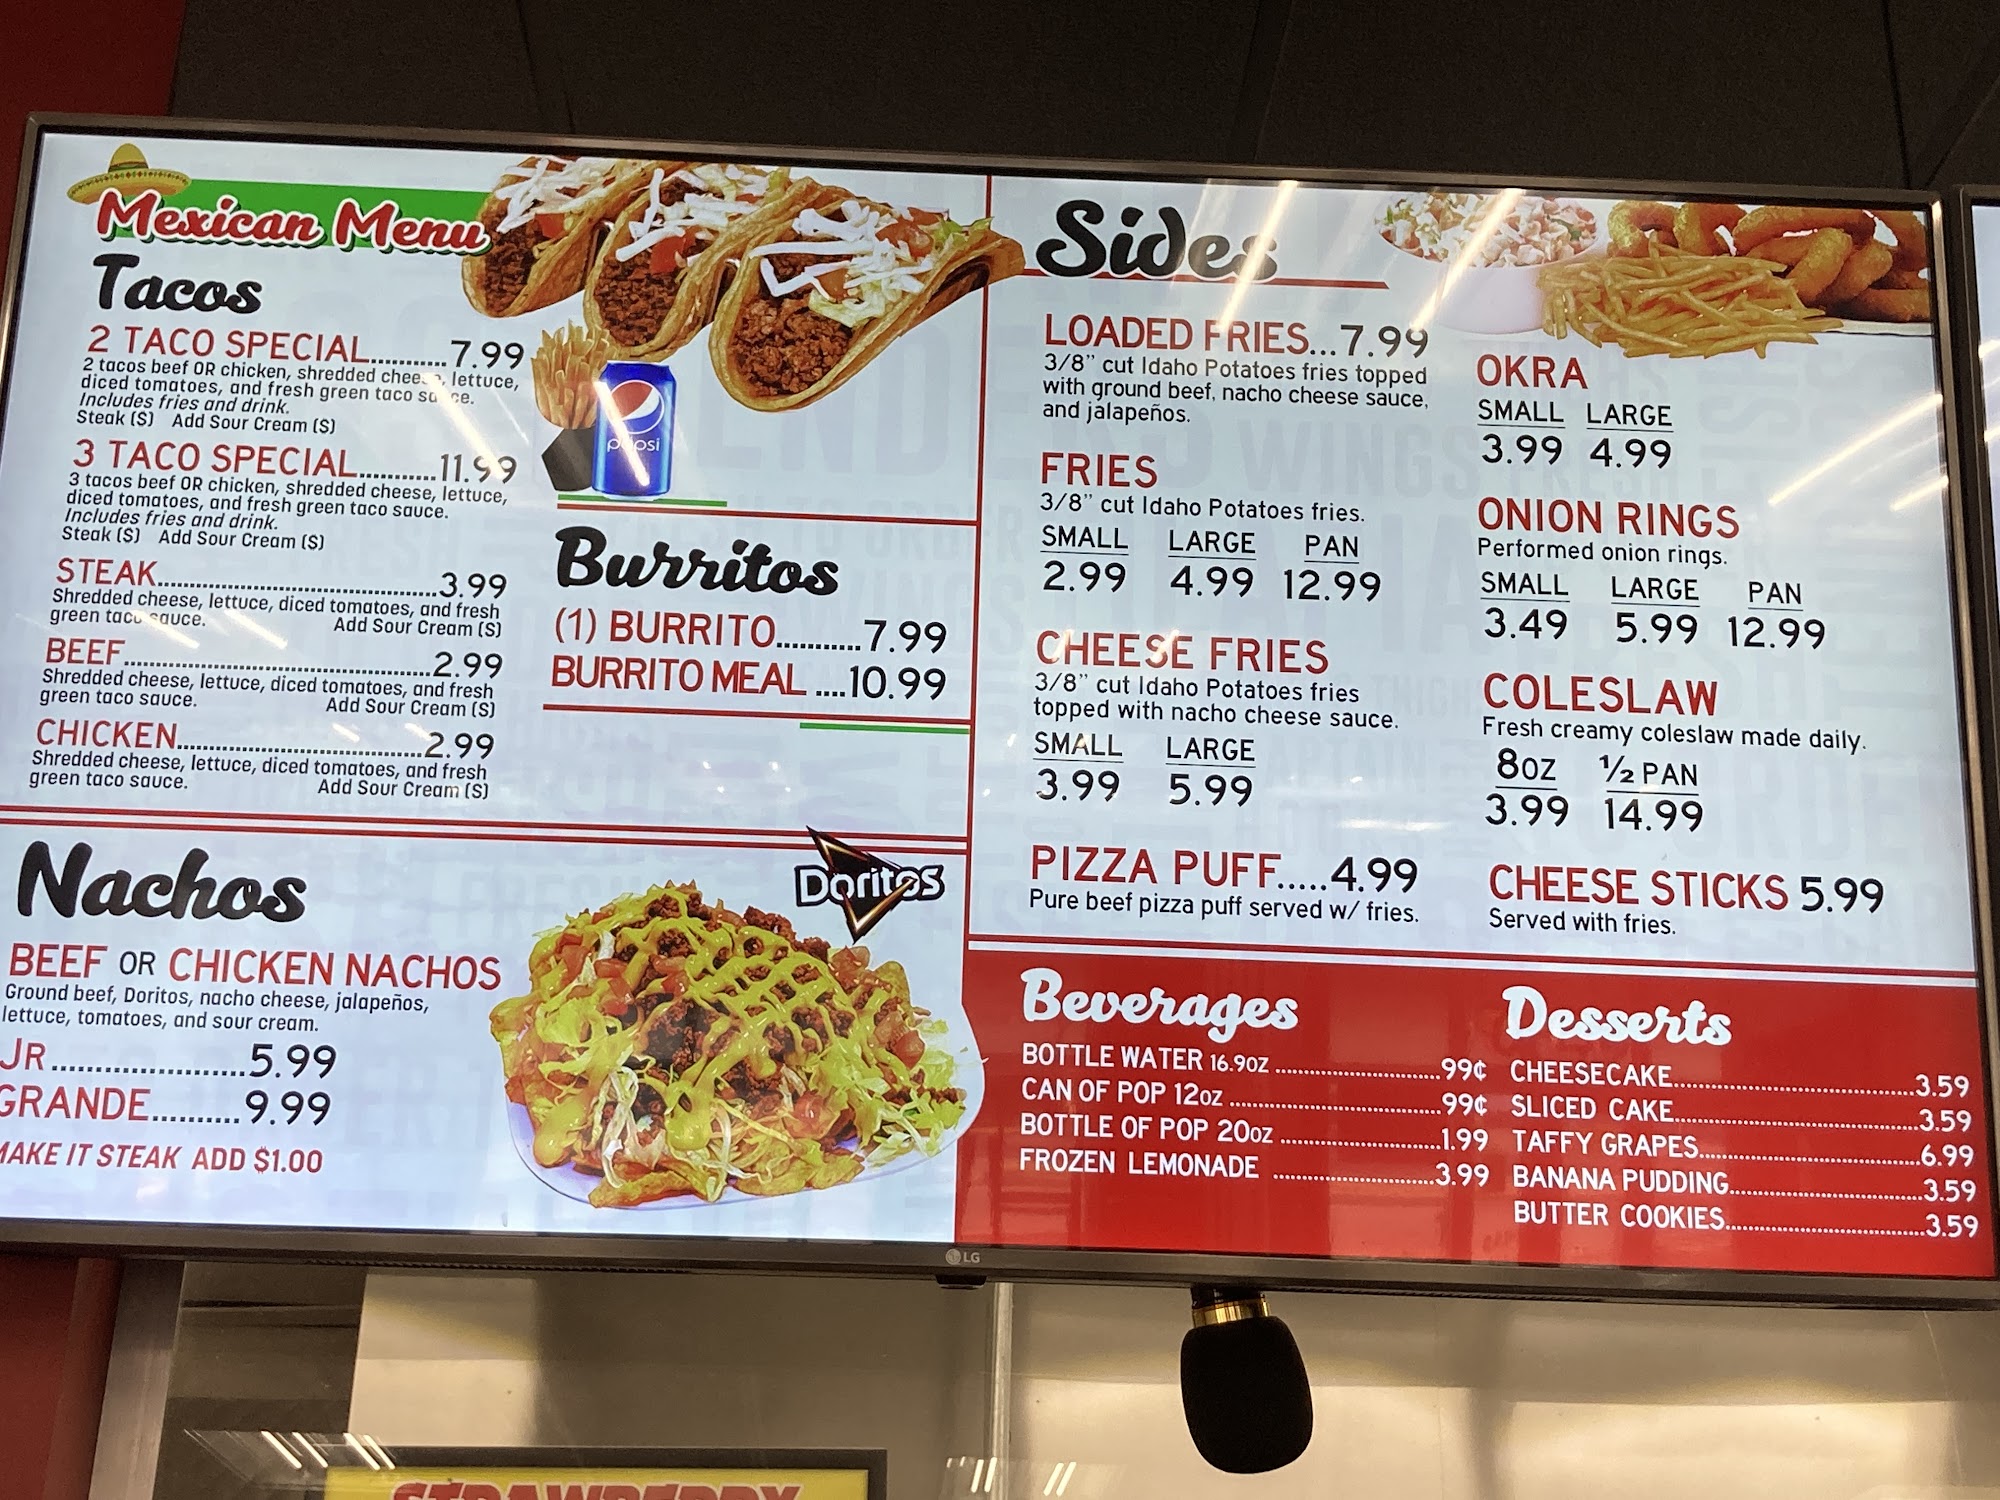 Mexican Menu
Tacos
2 TACO SPECIAL...........7.99
2 tacos beef OR chicken, shredded cheese, lettuce,
diced tomatoes, and fresh green taco sauce.
Includes fries and drink.
Steak ($) Add Sour Cream ($)
3 TACO SPECIAL...........11.99
3 tacos beef OR chicken, shredded cheese, lettuce,
diced tomatoes, and fresh green taco sauce.
Includes fries and drink.
Steak ($) Add Sour Cream ($)
STEAK........................................3.99
Shredded cheese, lettuce, diced tomatoes, and fresh
green taco sauce. Add Sour Cream ($)
BEEF............................................2.99
Shredded cheese, lettuce, diced tomatoes, and fresh
green taco sauce. Add Sour Cream ($)
CHICKEN...................................2.99
Shredded cheese, lettuce, diced tomatoes, and fresh
green taco sauce. Add Sour Cream ($)
pepsi
Burritos
(1) BURRITO...........7.99
BURRITO MEAL ....10.99
Nachos
Doritos
BEEF OR CHICKEN NACHOS
Ground beef, Doritos, nacho cheese, jalapeños,
lettuce, tomatoes, and sour cream.
JR.......................5.99
GRANDE..........9.99
MAKE IT STEAK ADD $1.00
Sides
LOADED FRIES...7.99
3/8" cut Idaho Potatoes fries topped
with ground beef, nacho cheese sauce,
and jalapeños.
FRIES
3/8" cut Idaho Potatoes fries.
SMALL LARGE PAN
2.99 4.99 12.99
CHEESE FRIES
3/8" cut Idaho Potatoes fries
topped with nacho cheese sauce.
SMALL LARGE
3.99 5.99
PIZZA PUFF.....4.99
Pure beef pizza puff served w/ fries.
OKRA
SMALL LARGE
3.99 4.99
ONION RINGS
Performed onion rings.
SMALL LARGE PAN
3.49 5.99 12.99
COLESLAW
Fresh creamy coleslaw made daily.
8OZ 1/2 PAN
3.99 14.99
CHEESE STICKS 5.99
Served with fries.
Beverages
BOTTLE WATER 16.9OZ ........................99¢
CAN OF POP 12OZ ................................99¢
BOTTLE OF POP 20OZ ........................1.99
FROZEN LEMONADE ........................3.99
Desserts
CHEESECAKE....................................3.59
SLICED CAKE....................................3.59
TAFFY GRAPES..................................6.99
BANANA PUDDING.............................3.59
BUTTER COOKIES..............................3.59
LG
STRAWBERRY